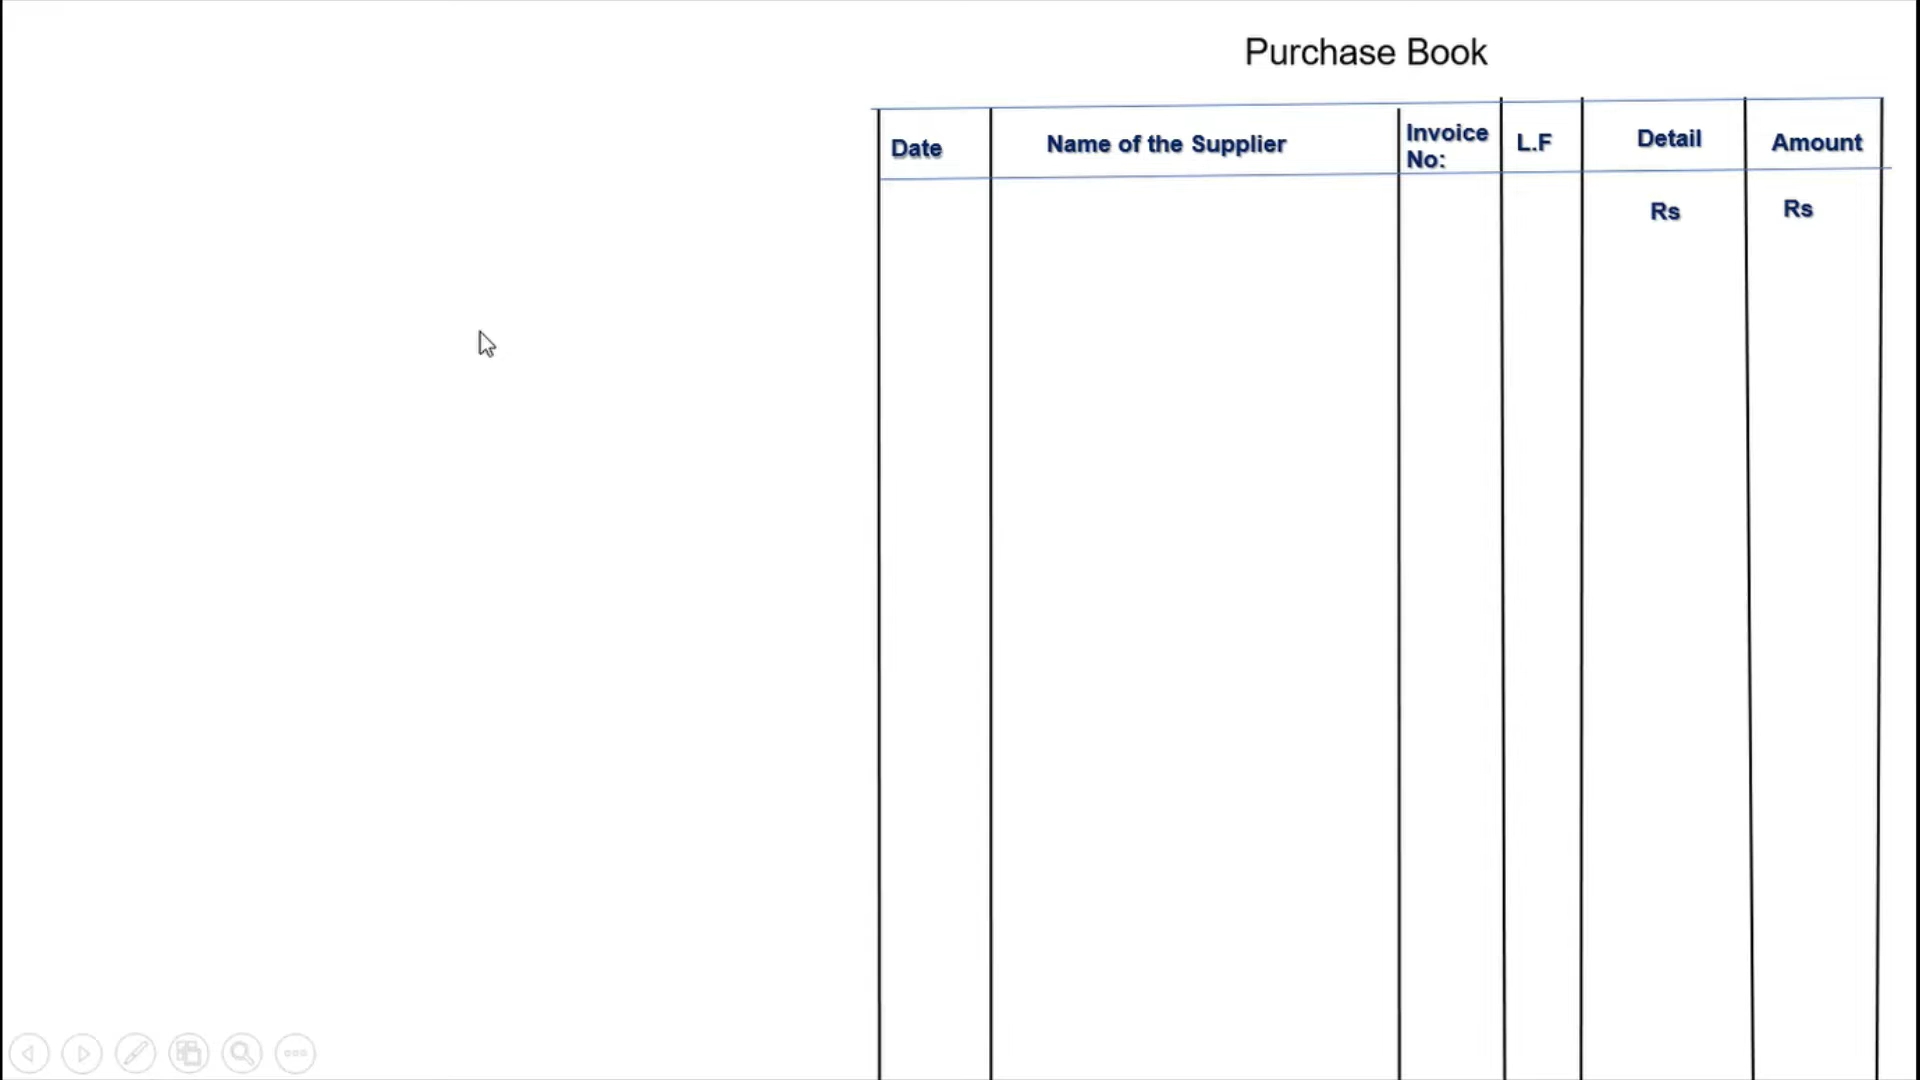 Purchase Book
Date
Name of the Supplier
Invoice
No:
L.F
Detail
Amount
Rs
Rs